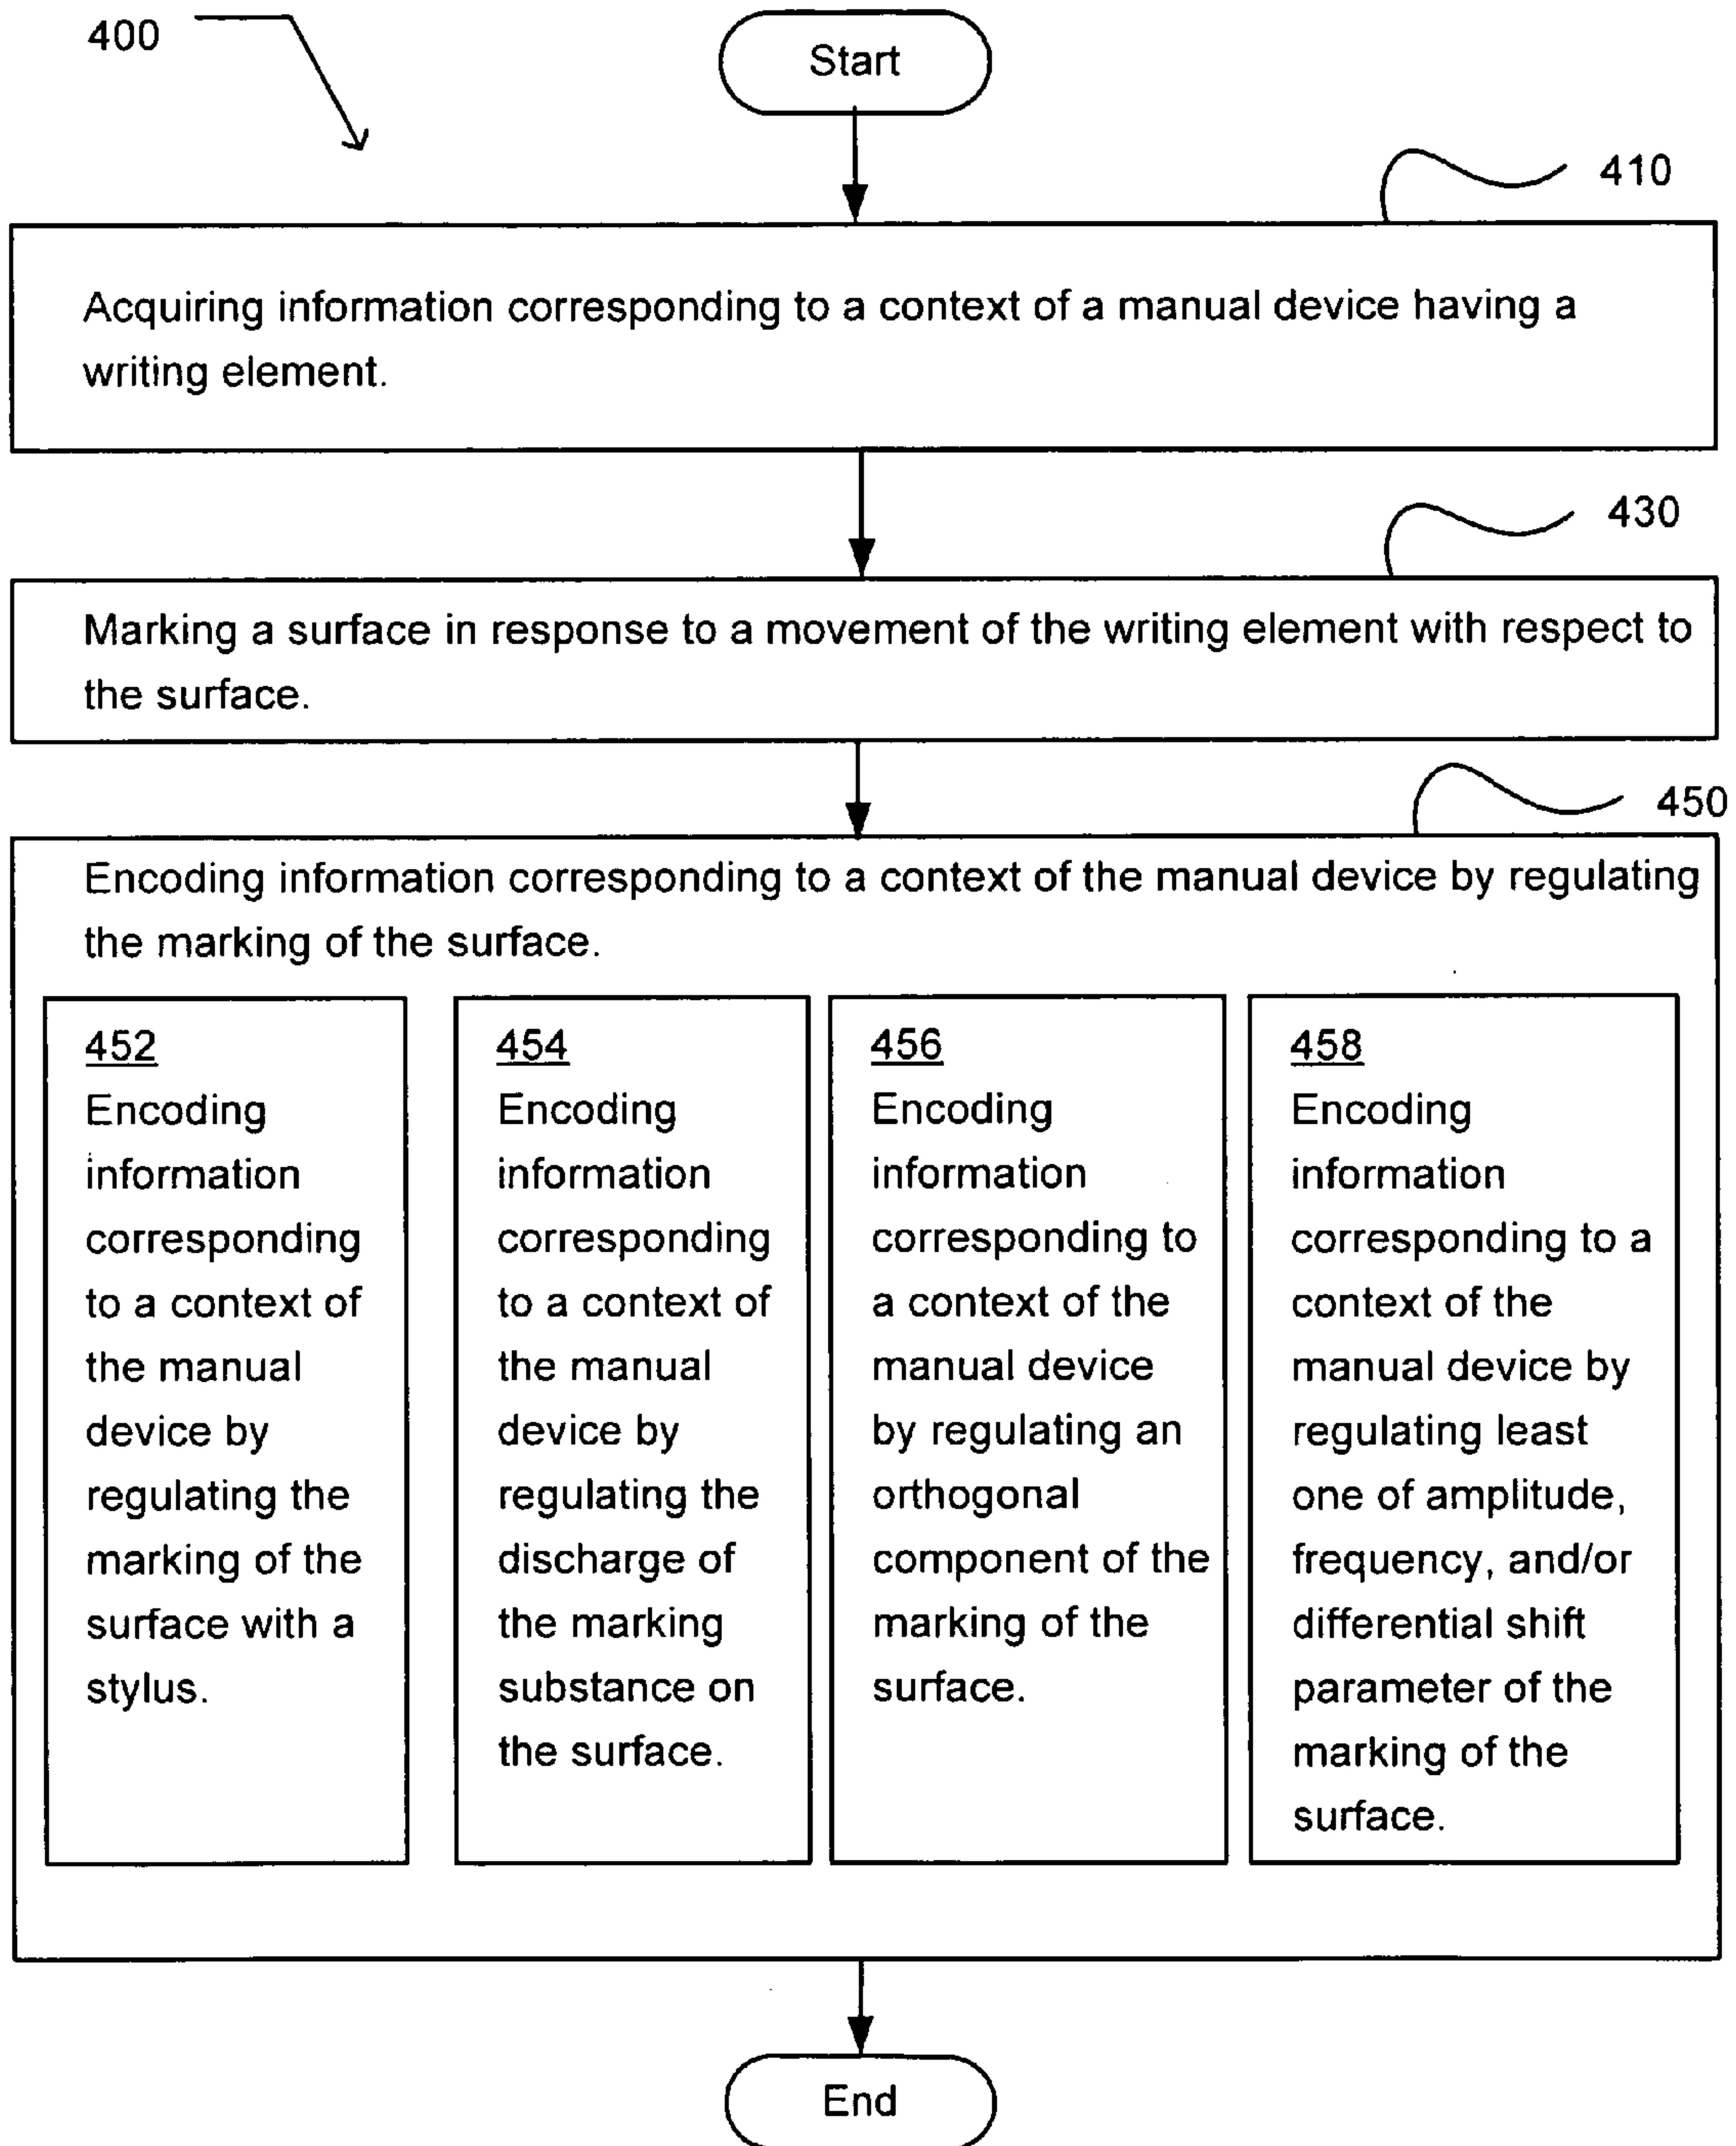 400
Start
410
Acquiring information corresponding to a context of a manual device having a
writing element.
430
Marking a surface in response to a movement of the writing element with respect to
the surface.
450
Encoding information corresponding to a context of the manual device by regulating
the marking of the surface.
452
Encoding
information
corresponding
to a context of
the manual
device by
regulating the
marking of the
surface with a
stylus.
454
Encoding
information
corresponding
to a context of
the manual
device by
regulating the
discharge of
the marking
substance on
the surface.
456
Encoding
information
corresponding to
a context of the
manual device
by regulating an
orthogonal
component of the
marking of the
surface.
458
Encoding
information
corresponding to a
context of the
manual device by
regulating least
one of amplitude,
frequency, and/or
differential shift
parameter of the
marking of the
surface.
End